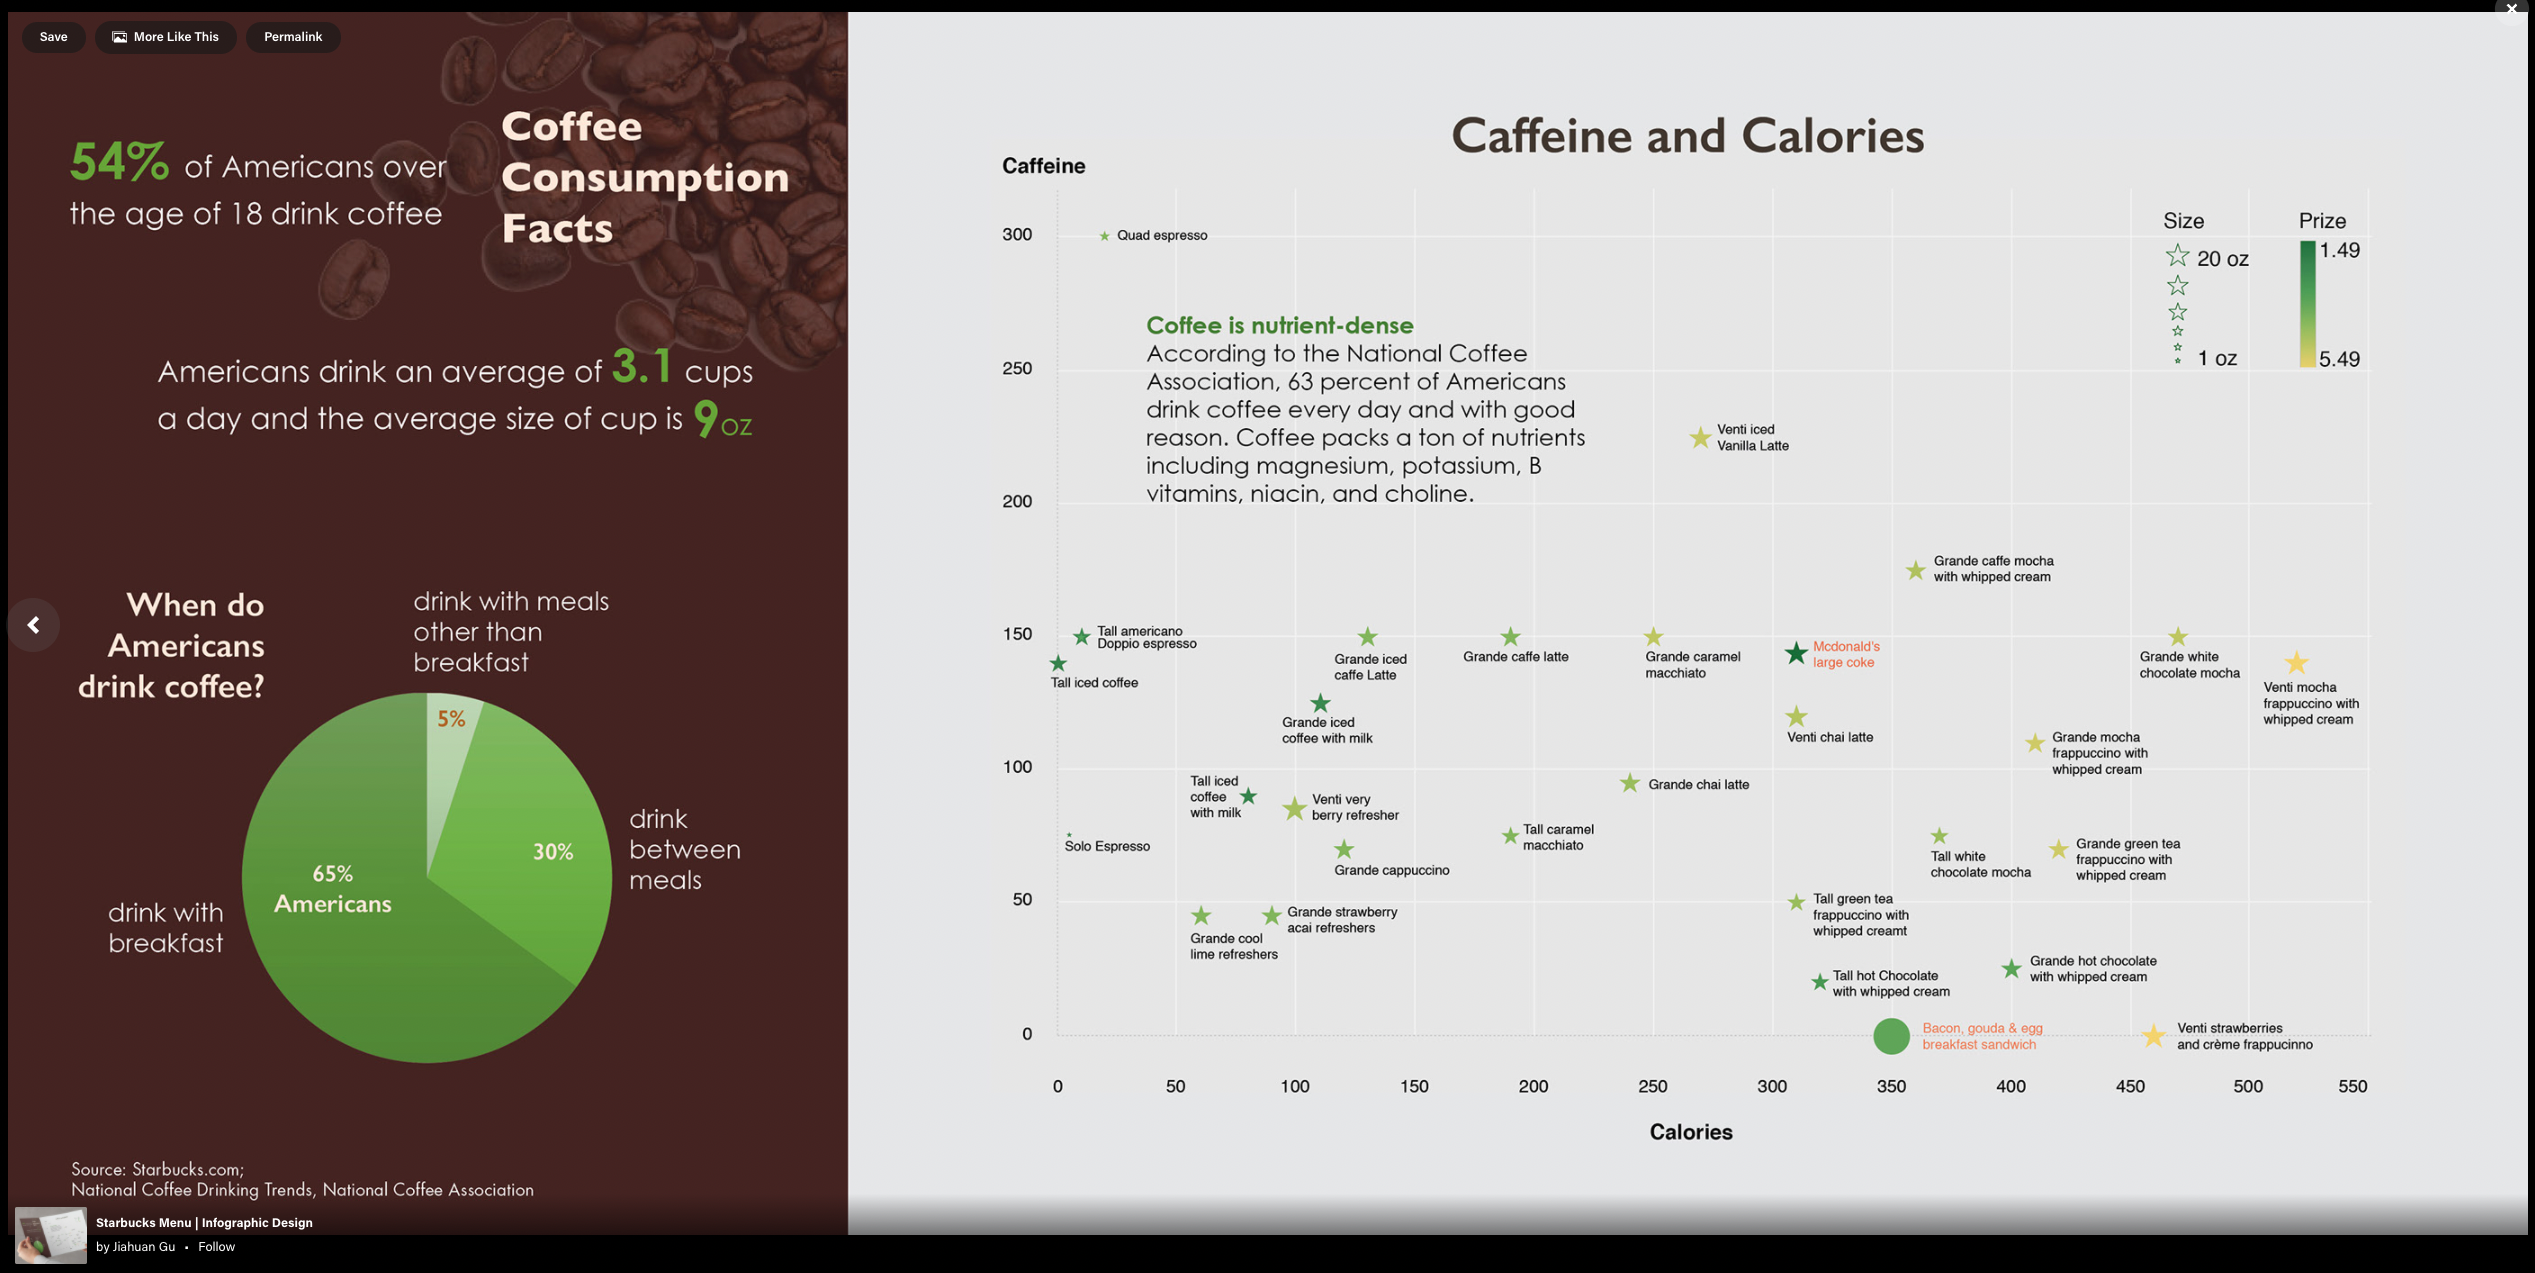 Save
More Like This
Permalink
Coffee
Consumption
Facts
54% of Americans over
the age of 18 drink coffee
Americans drink an average of 3.1 cups
a day and the average size of cup is 9oz
When do
Americans
drink coffee?
drink with meals
other than
breakfast
5%
30%
drink
between
meals
65%
Americans
drink with
breakfast
Source: Starbucks.com;
National Coffee Drinking Trends, National Coffee Association
Caffeine and Calories
Caffeine
300
250
200
150
100
50
0
Size
20 oz
1 oz
Prize
1.49
5.49
Quad espresso
Coffee is nutrient-dense
According to the National Coffee
Association, 63 percent of Americans
drink coffee every day and with good
reason. Coffee packs a ton of nutrients
including magnesium, potassium, B
vitamins, niacin, and choline.
Venti iced
Vanilla Latte
Grande caffe mocha
with whipped cream
Tall americano
Doppio espresso
Tall iced coffee
Grande iced
caffe Latte
Grande caffe latte
Grande caramel
macchiato
Mcdonald's
large coke
Grande white
chocolate mocha
Venti mocha
frappuccino with
whipped cream
Grande iced
coffee with milk
Venti chai latte
Grande mocha
frappuccino with
whipped cream
Tall iced
coffee
with milk
Venti very
berry refresher
Grande chai latte
Solo Espresso
Grande cappuccino
Tall caramel
macchiato
Tall white
chocolate mocha
Grande green tea
frappuccino with
whipped cream
Grande cool
lime refreshers
Grande strawberry
acai refreshers
Tall green tea
frappuccino with
whipped creamt
Tall hot Chocolate
with whipped cream
Grande hot chocolate
with whipped cream
Bacon, gouda & egg
breakfast sandwich
Venti strawberries
and crème frappucinno
0 50 100 150 200 250 300 350 400 450 500 550
Calories
Starbucks Menu | Infographic Design
by Jiahuan Gu • Follow